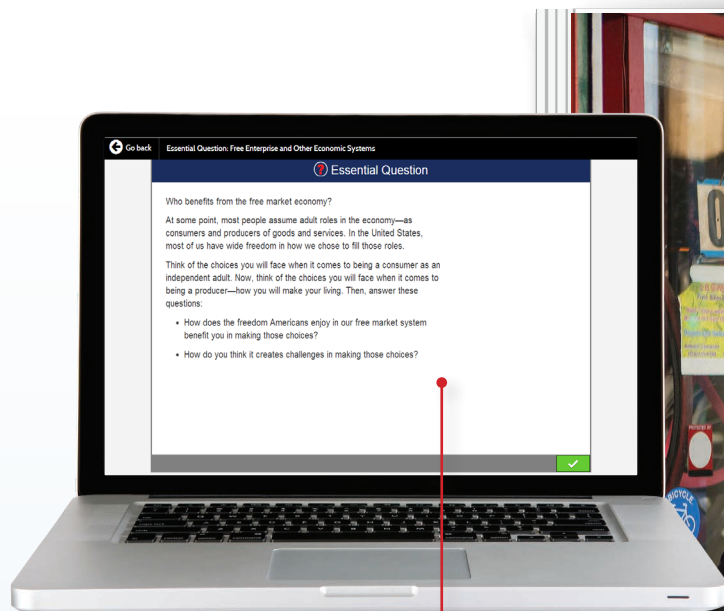 Go back
Essential Question: Free Enterprise and Other Economic Systems
? Essential Question
Who benefits from the free market economy?
At some point, most people assume adult roles in the economy—as
consumers and producers of goods and services. In the United States,
most of us have wide freedom in how we chose to fill those roles.
Think of the choices you will face when it comes to being a consumer as an
independent adult. Now, think of the choices you will face when it comes to
being a producer—how you will make your living. Then, answer these
questions:
• How does the freedom Americans enjoy in our free market system
benefit you in making those choices?
• How do you think it creates challenges in making those choices?
BICYCLE